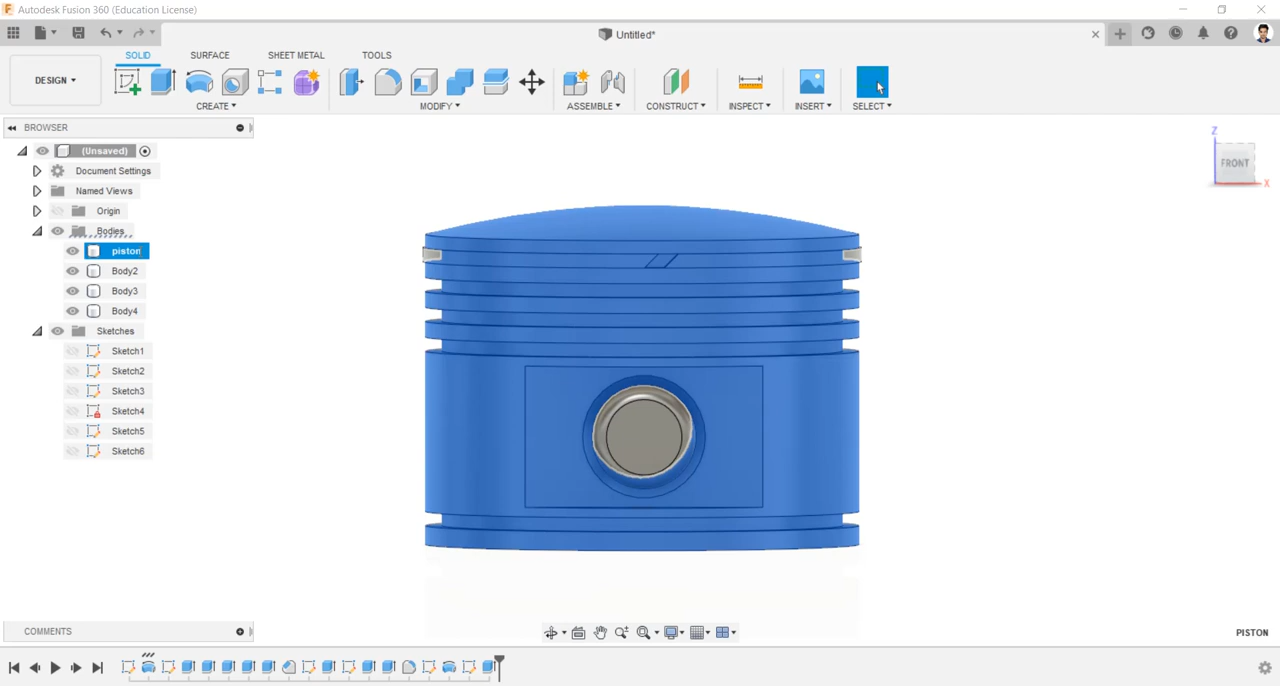 Autodesk Fusion 360 (Education License)
Untitled*
DESIGN
SOLID SURFACE SHEET METAL TOOLS
CREATE MODIFY ASSEMBLE CONSTRUCT INSPECT INSERT SELECT
BROWSER
(Unsaved)
Document Settings
Named Views
Origin
Bodies
piston
Body2
Body3
Body4
Sketches
Sketch1
Sketch2
Sketch3
Sketch4
Sketch5
Sketch6
Z
FRONT
X
COMMENTS
PISTON